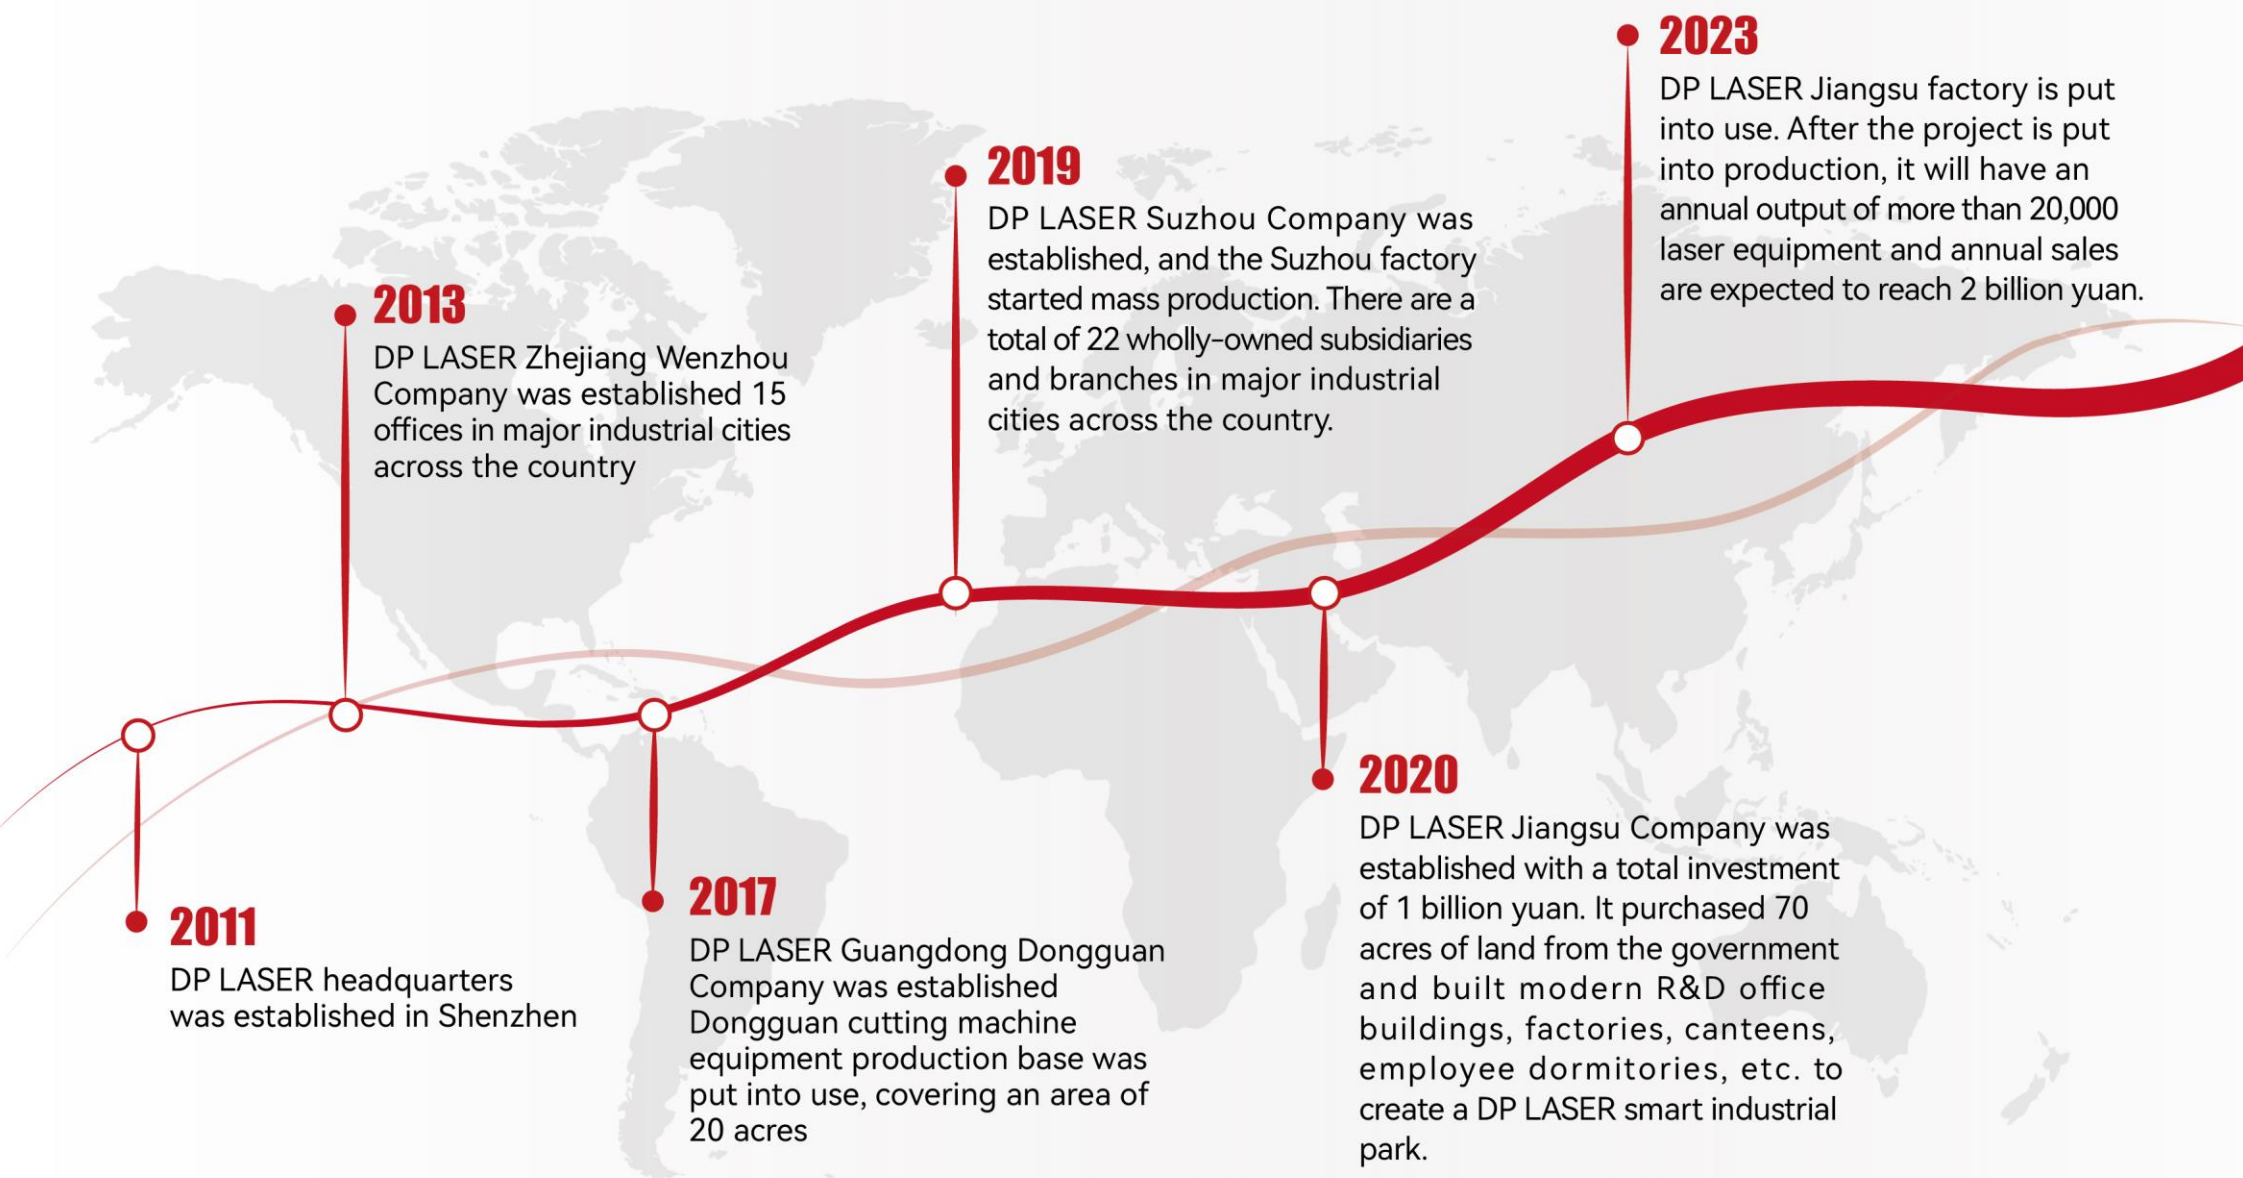 2011
DP LASER headquarters
was established in Shenzhen
2013
DP LASER Zhejiang Wenzhou
Company was established 15
offices in major industrial cities
across the country
2017
DP LASER Guangdong Dongguan
Company was established
Dongguan cutting machine
equipment production base was
put into use, covering an area of
20 acres
2019
DP LASER Suzhou Company was
established, and the Suzhou factory
started mass production. There are a
total of 22 wholly-owned subsidiaries
and branches in major industrial
cities across the country.
2020
DP LASER Jiangsu Company was
established with a total investment
of 1 billion yuan. It purchased 70
acres of land from the government
and built modern R&D office
buildings, factories, canteens,
employee dormitories, etc. to
create a DP LASER smart industrial
park.
2023
DP LASER Jiangsu factory is put
into use. After the project is put
into production, it will have an
annual output of more than 20,000
laser equipment and annual sales
are expected to reach 2 billion yuan.